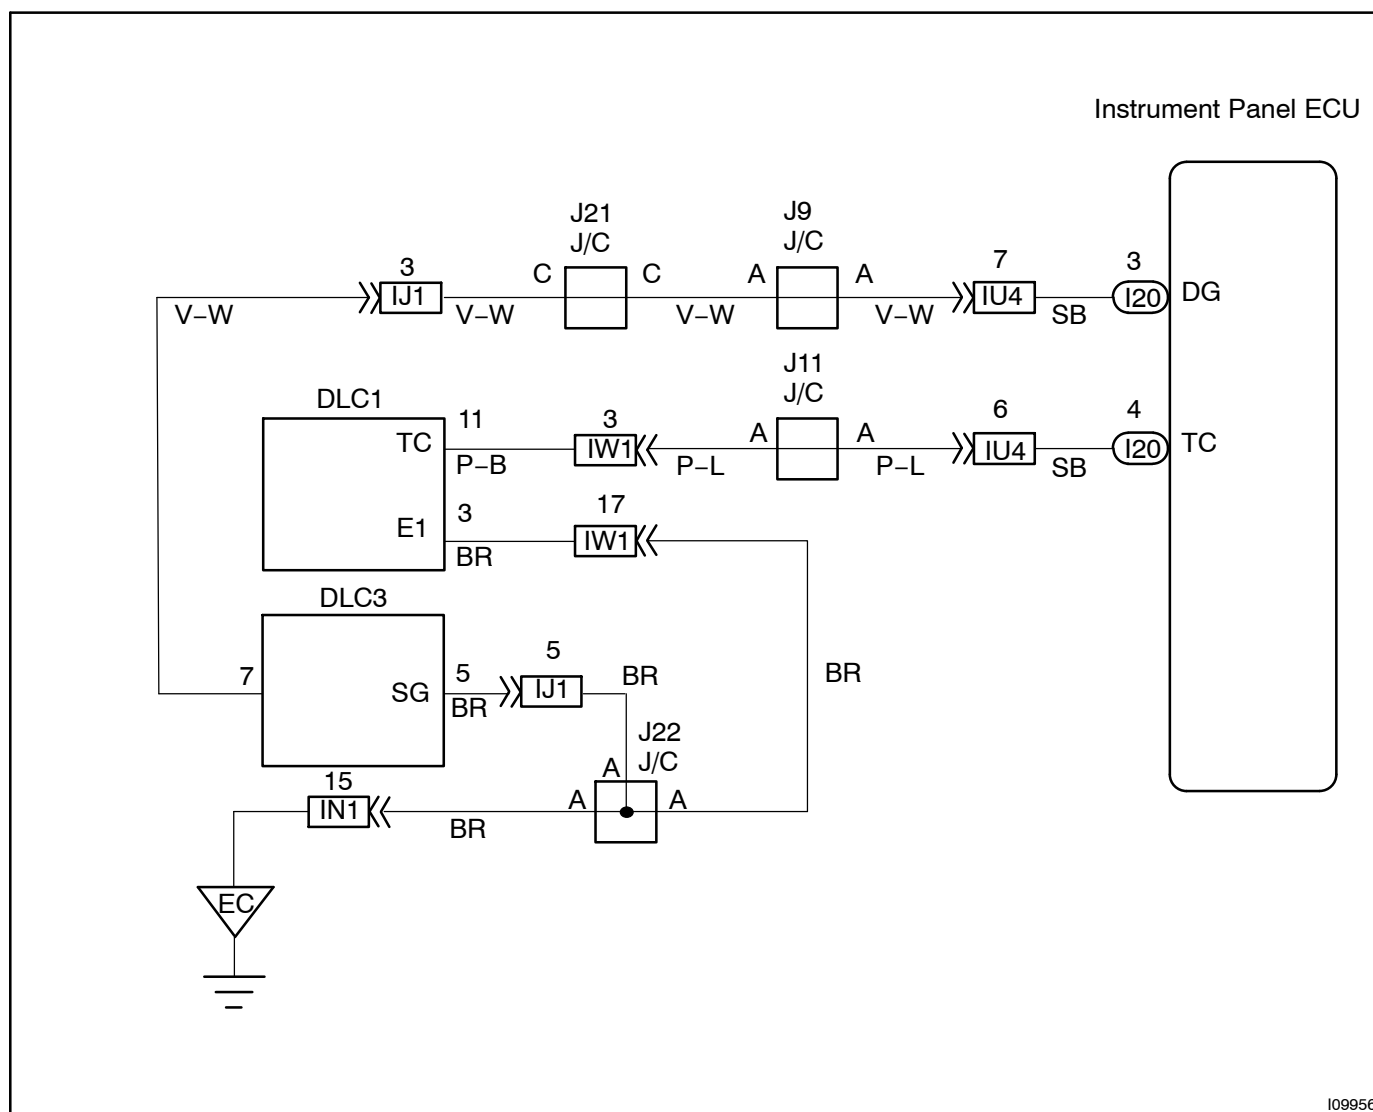 Instrument Panel ECU
J21
J/C
J9
J/C
3
IJ1
C
C
A
A
7
IU4
3
I20
DG
V–W
V–W
V–W
V–W
SB
J11
J/C
DLC1
TC
11
P–B
3
IW1
A
A
P–L
P–L
6
IU4
SB
4
I20
TC
E1
3
BR
17
IW1
DLC3
7
SG
5
BR
5
IJ1
BR
BR
J22
J/C
A
A
A
15
IN1
BR
EC
I09956